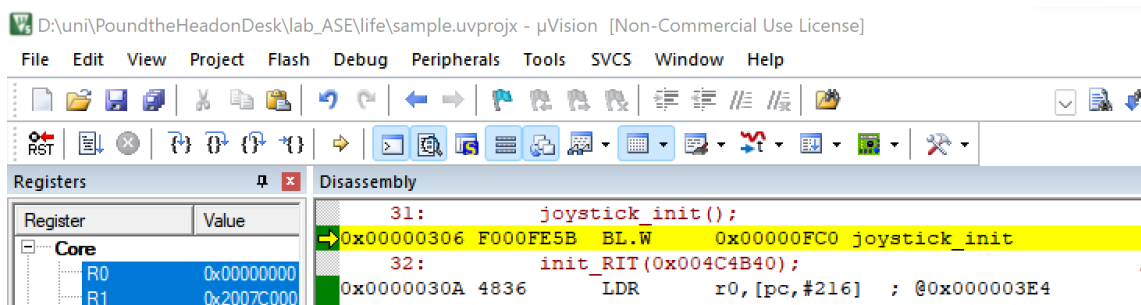 D:\uni\PoundtheHeadonDesk\lab_ASE\life\sample.uvprojx - µVision [Non-Commercial Use License]
File Edit View Project Flash Debug Peripherals Tools SVCS Window Help
RST
Registers
Disassembly
Register Value
Core
R0 0x00000000
R1 0x2007C000
31: joystick_init();
0x00000306 F000FE5B BL.W 0x00000FC0 joystick_init
32: init_RIT(0x004C4B40);
0x0000030A 4836 LDR r0,[pc,#216] ; @0x000003E4